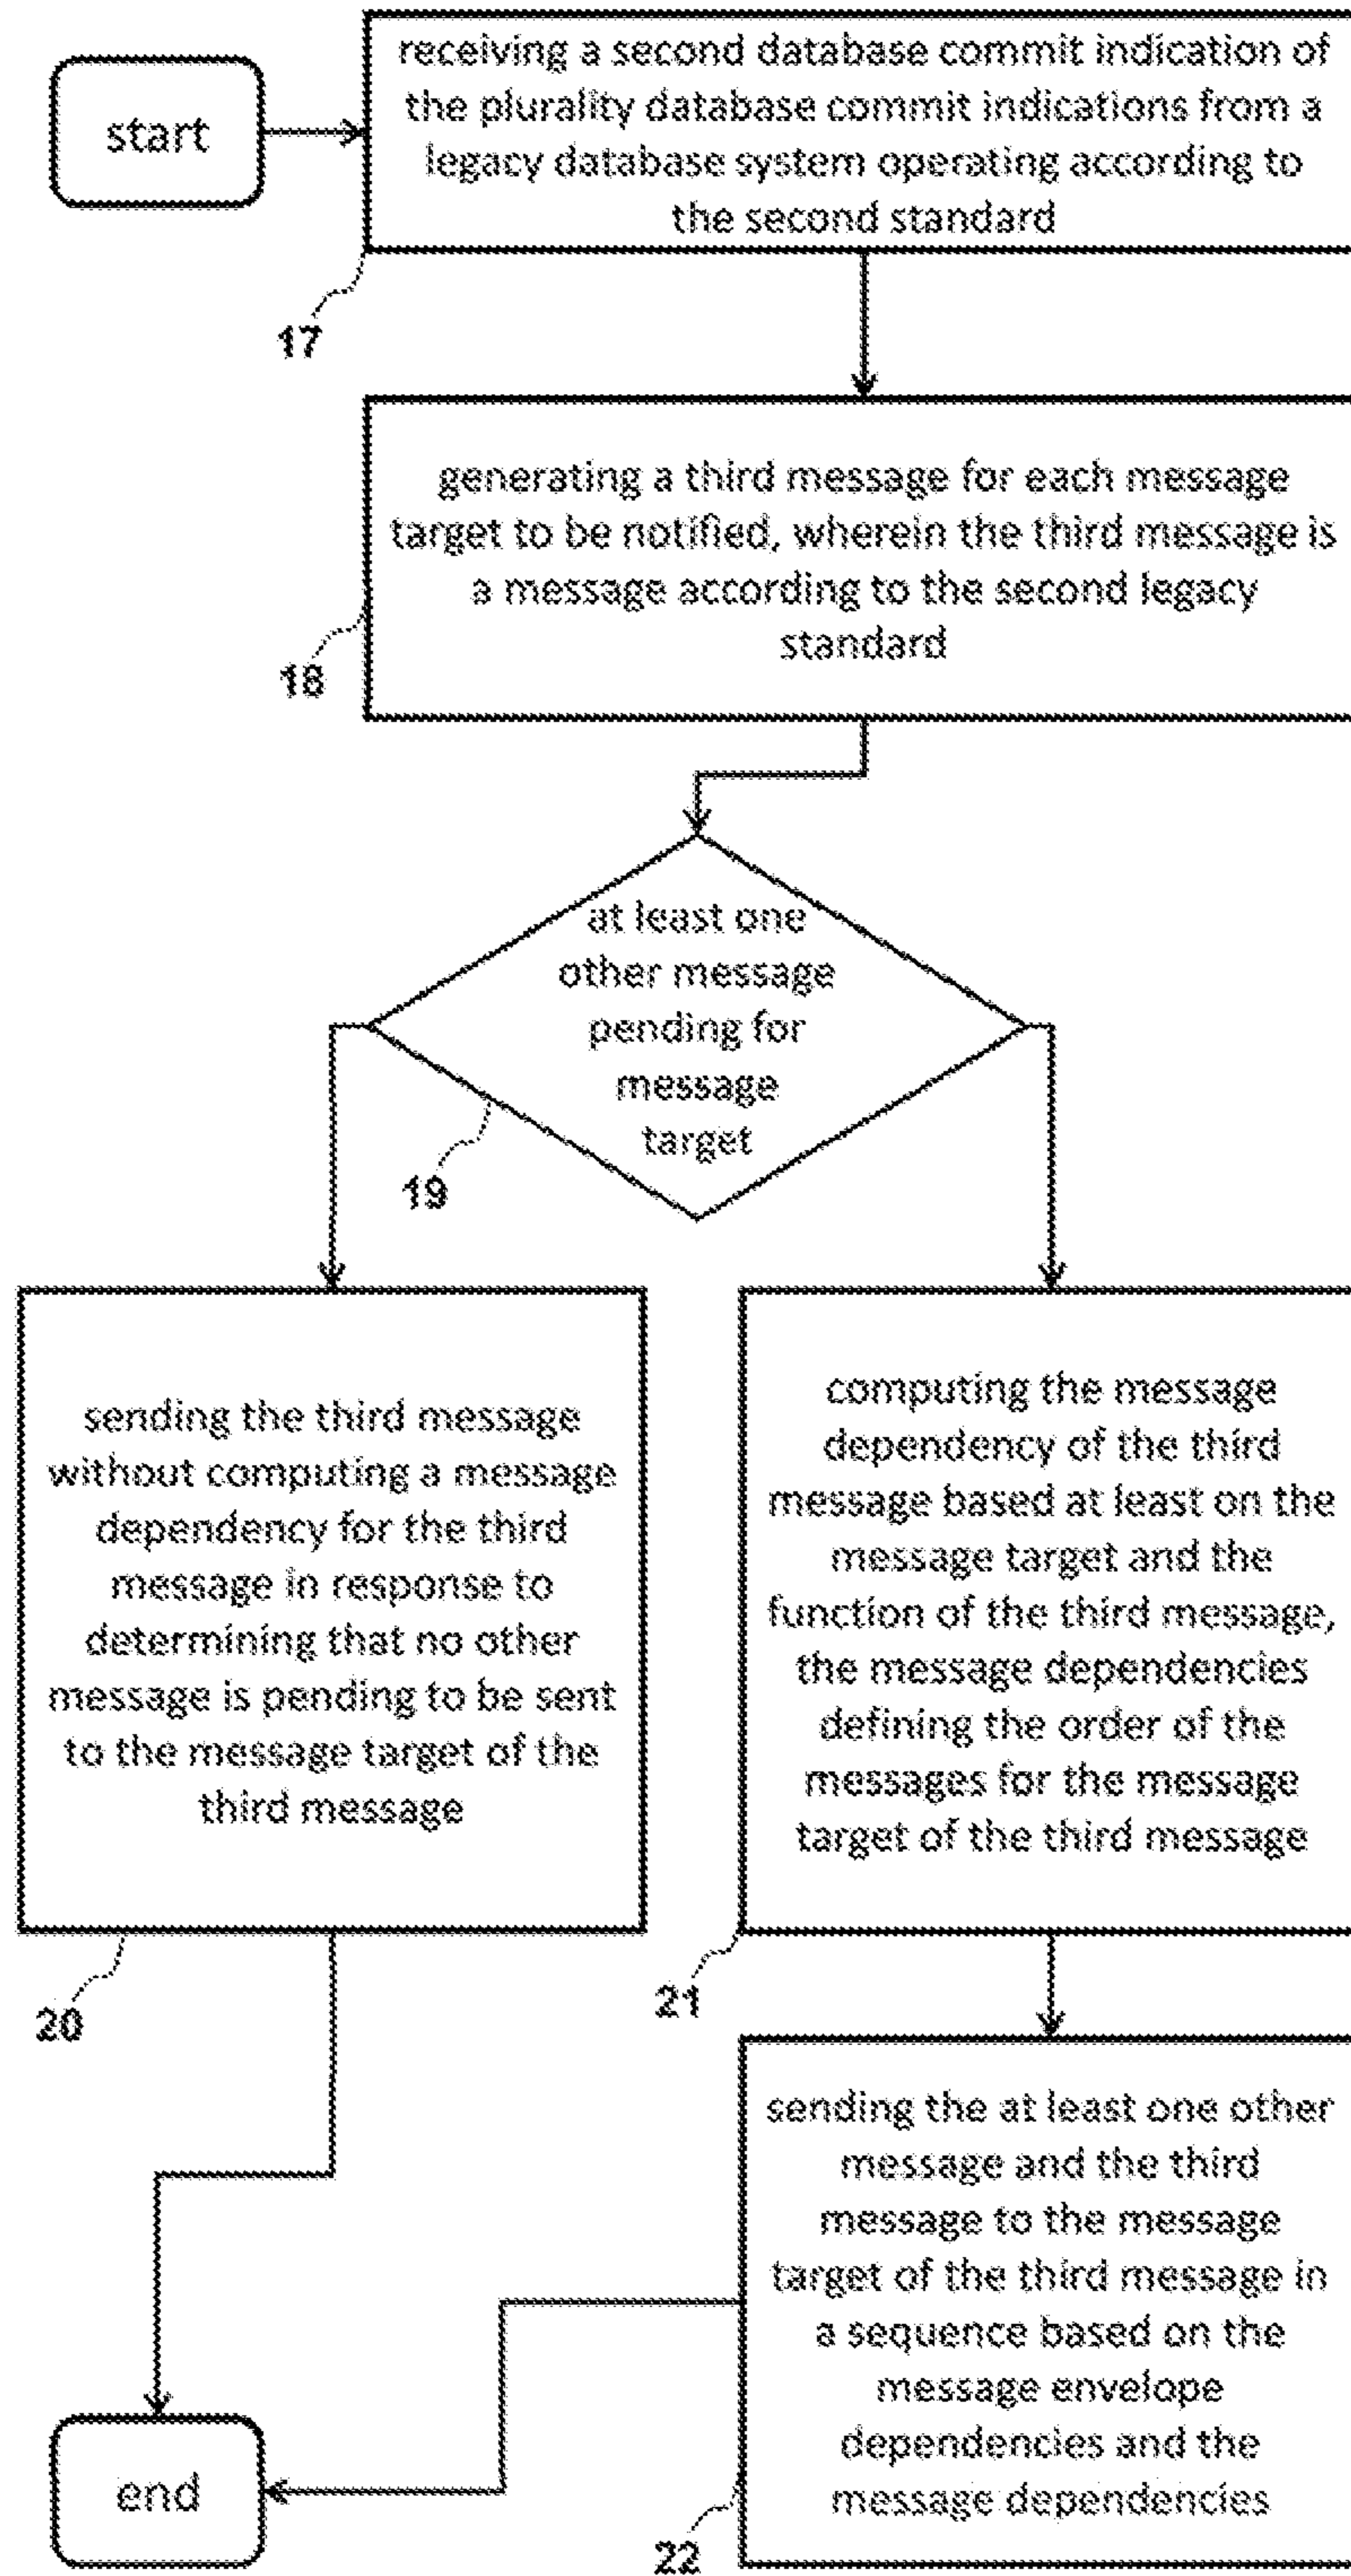 start
receiving a second database commit indication of
the plurality database commit indications from a
legacy database system operating according to
the second standard
17
generating a third message for each message
target to be notified, wherein the third message is
a message according to the second legacy
standard
18
at least one
other message
pending for
message
target
19
sending the third message
without computing a message
dependency for the third
message in response to
determining that no other
message is pending to be sent
to the message target of the
third message
20
computing the message
dependency of the third
message based at least on the
message target and the
function of the third message,
the message dependencies
defining the order of the
messages for the message
target of the third message
21
sending the at least one other
message and the third
message to the message
target of the third message in
a sequence based on the
message envelope
dependencies and the
message dependencies
22
end